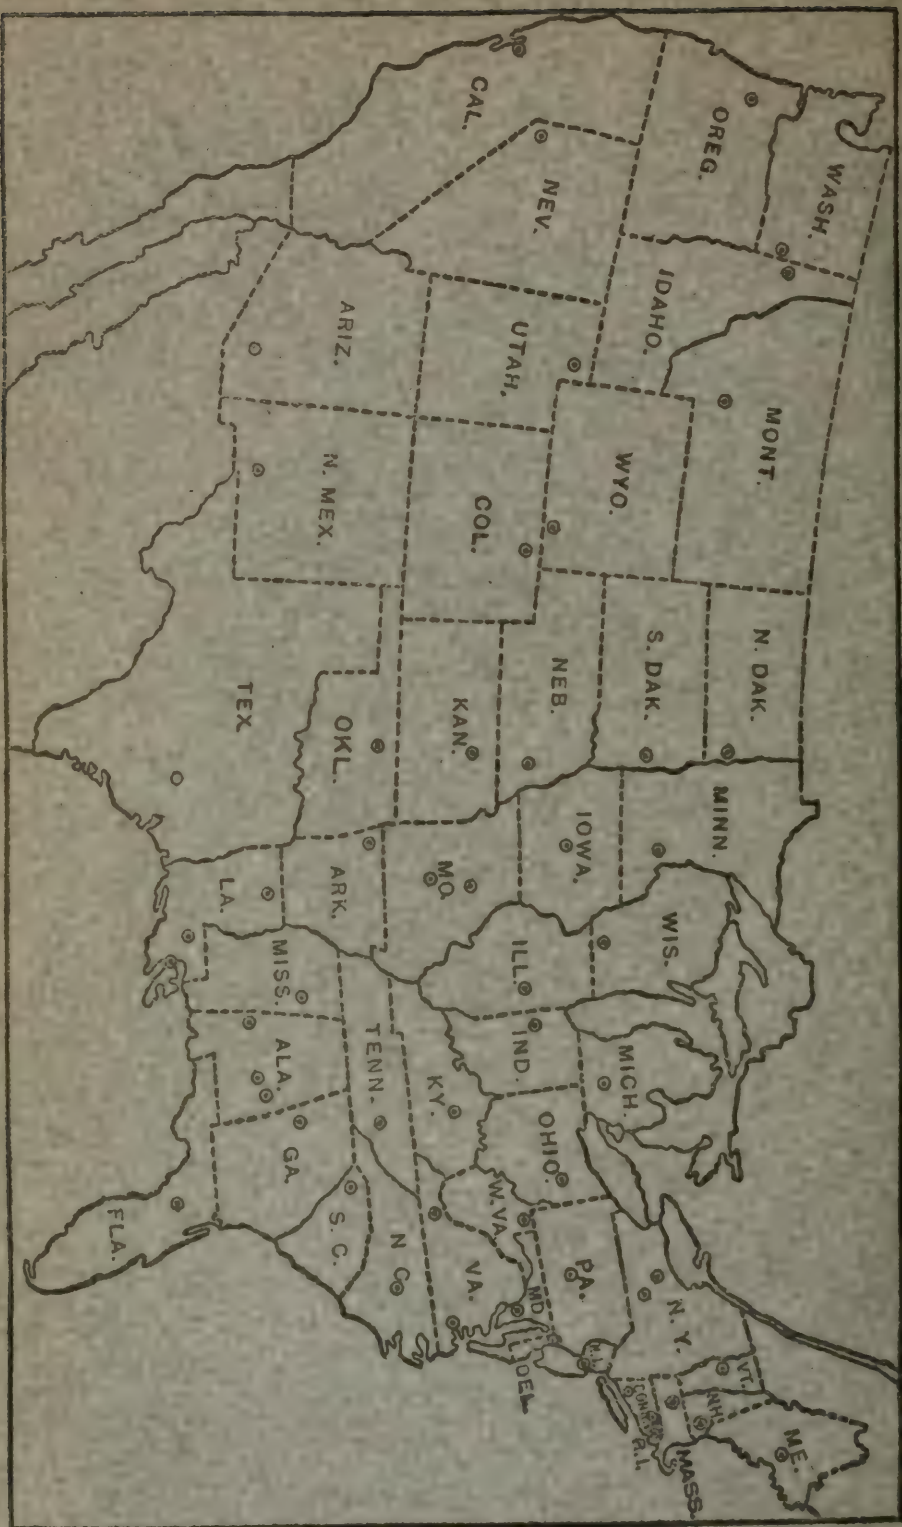 WASH.
OREG.
CAL.
NEV.
IDAHO.
MONT.
WYO.
UTAH.
ARIZ.
COL.
N. MEX.
N. DAK.
S. DAK.
NEB.
KAN.
OKL.
TEX
MINN.
IOWA.
MO.
ARK.
LA.
WIS.
ILL.
MISS.
MICH.
IND.
OHIO.
KY.
TENN.
ALA.
GA.
FLA.
S. C.
N C.
VA.
W. VA.
MD.
DEL.
PA.
N. Y.
CONN.
R.I.
MASS.
VT.
N.H.
ME.